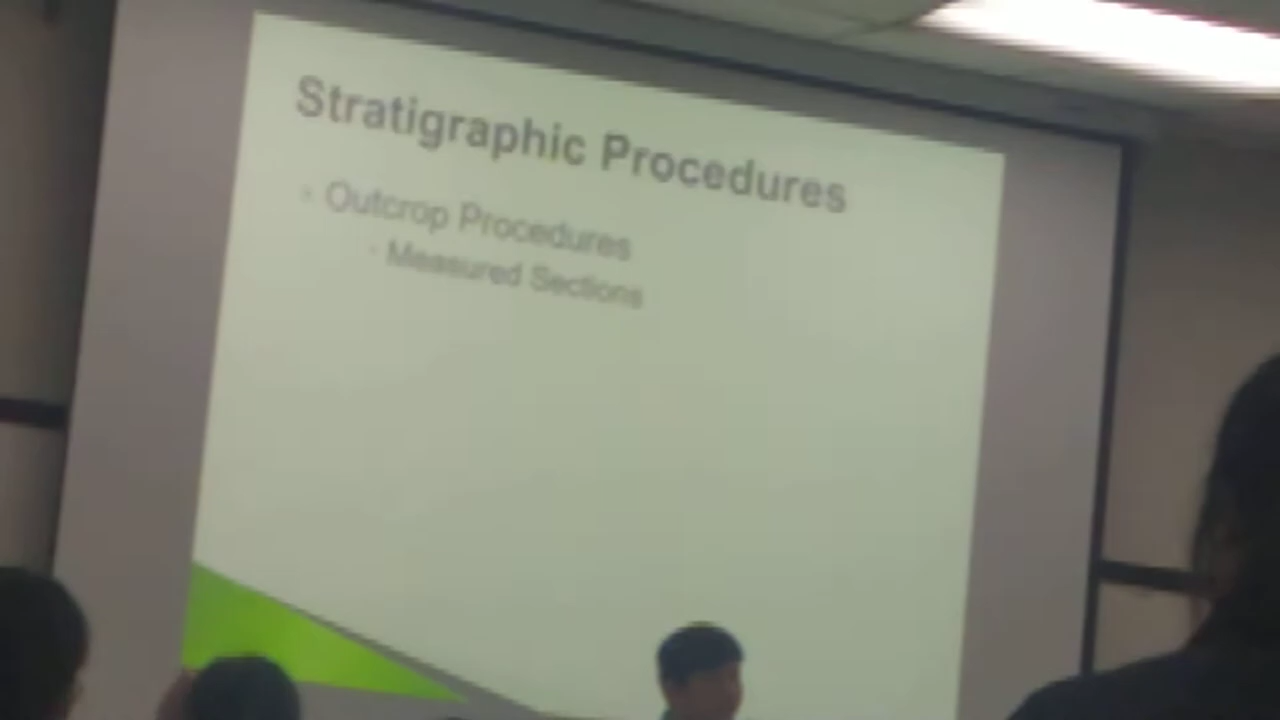 Stratigraphic Procedures
Outcrop Procedures
Measured Sections